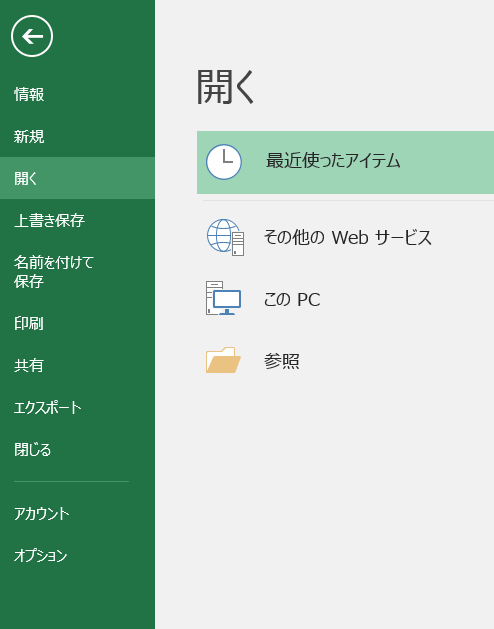 情報
新規
開く
上書き保存
名前を付けて
保存
印刷
共有
エクスポート
閉じる
アカウント
オプション
開く
最近使ったアイテム
その他の Web サービス
この PC
参照